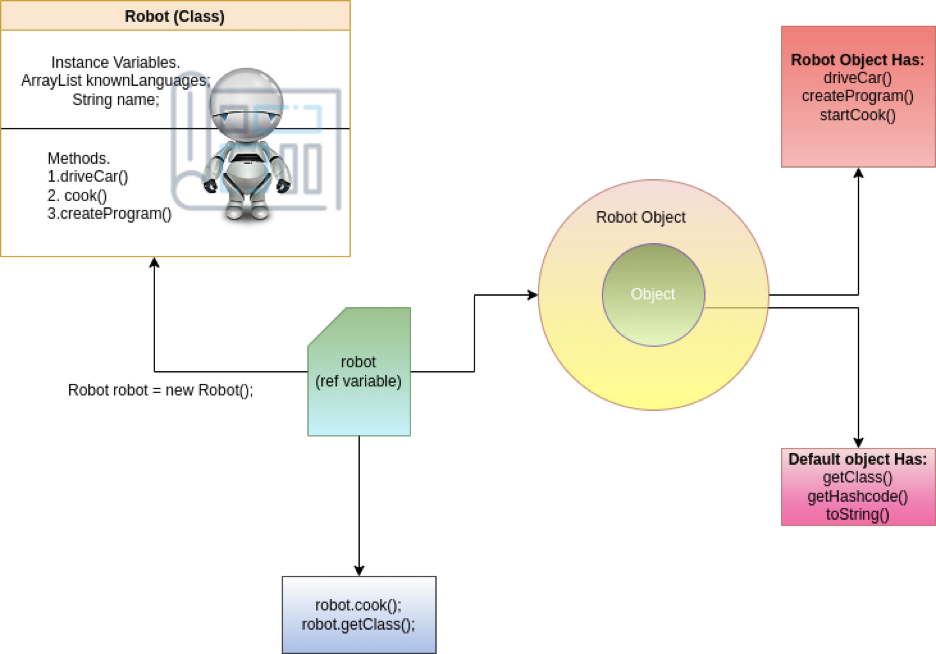 Robot (Class)
Instance Variables.
ArrayList knownLanguages;
String name;
Methods.
1.driveCar()
2. cook()
3.createProgram()
Robot robot = new Robot();
robot
(ref variable)
robot.cook();
robot.getClass();
Robot Object
Object
Robot Object Has:
driveCar()
createProgram()
startCook()
Default object Has:
getClass()
getHashcode()
toString()